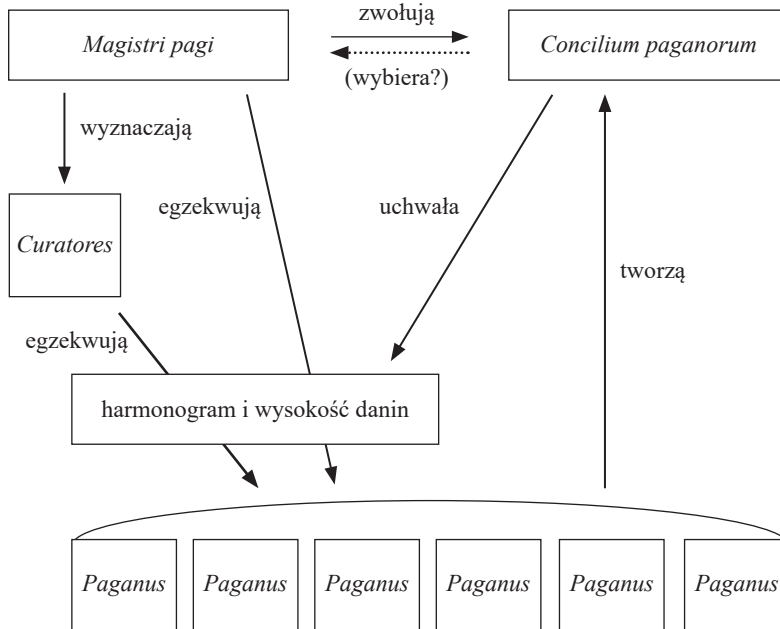 zwołują
Magistri pagi
Concilium paganorum
(wybiera?)
wyznaczają
egzekwują
uchwała
Curatores
tworzą
egzekwują
harmonogram i wysokość danin
Paganus Paganus Paganus Paganus Paganus Paganus